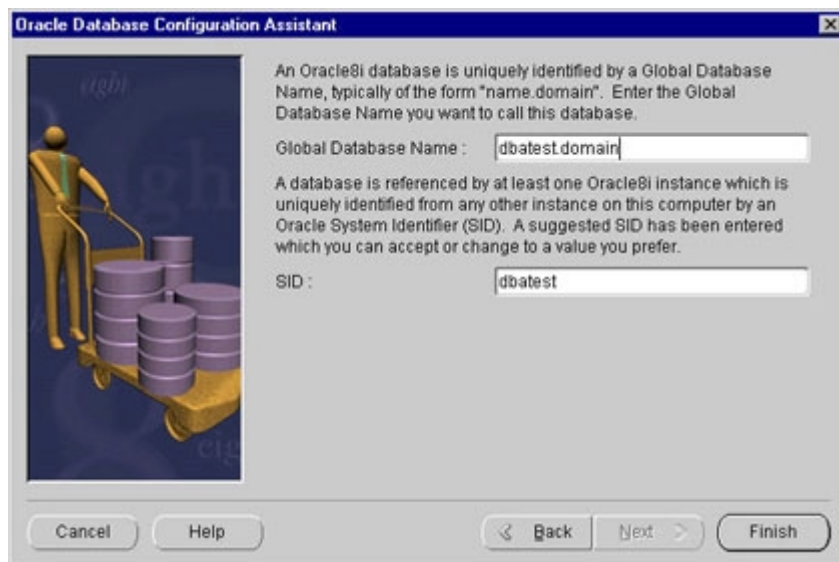 Oracle Database Configuration Assistant
eight
An Oracle8i database is uniquely identified by a Global Database
Name, typically of the form "name.domain". Enter the Global
Database Name you want to call this database.
Global Database Name :
dbatest.domain
A database is referenced by at least one Oracle8i instance which is
uniquely identified from any other instance on this computer by an
Oracle System Identifier (SID). A suggested SID has been entered
which you can accept or change to a value you prefer.
SID :
dbatest
Cancel
Help
Back
Next
Finish